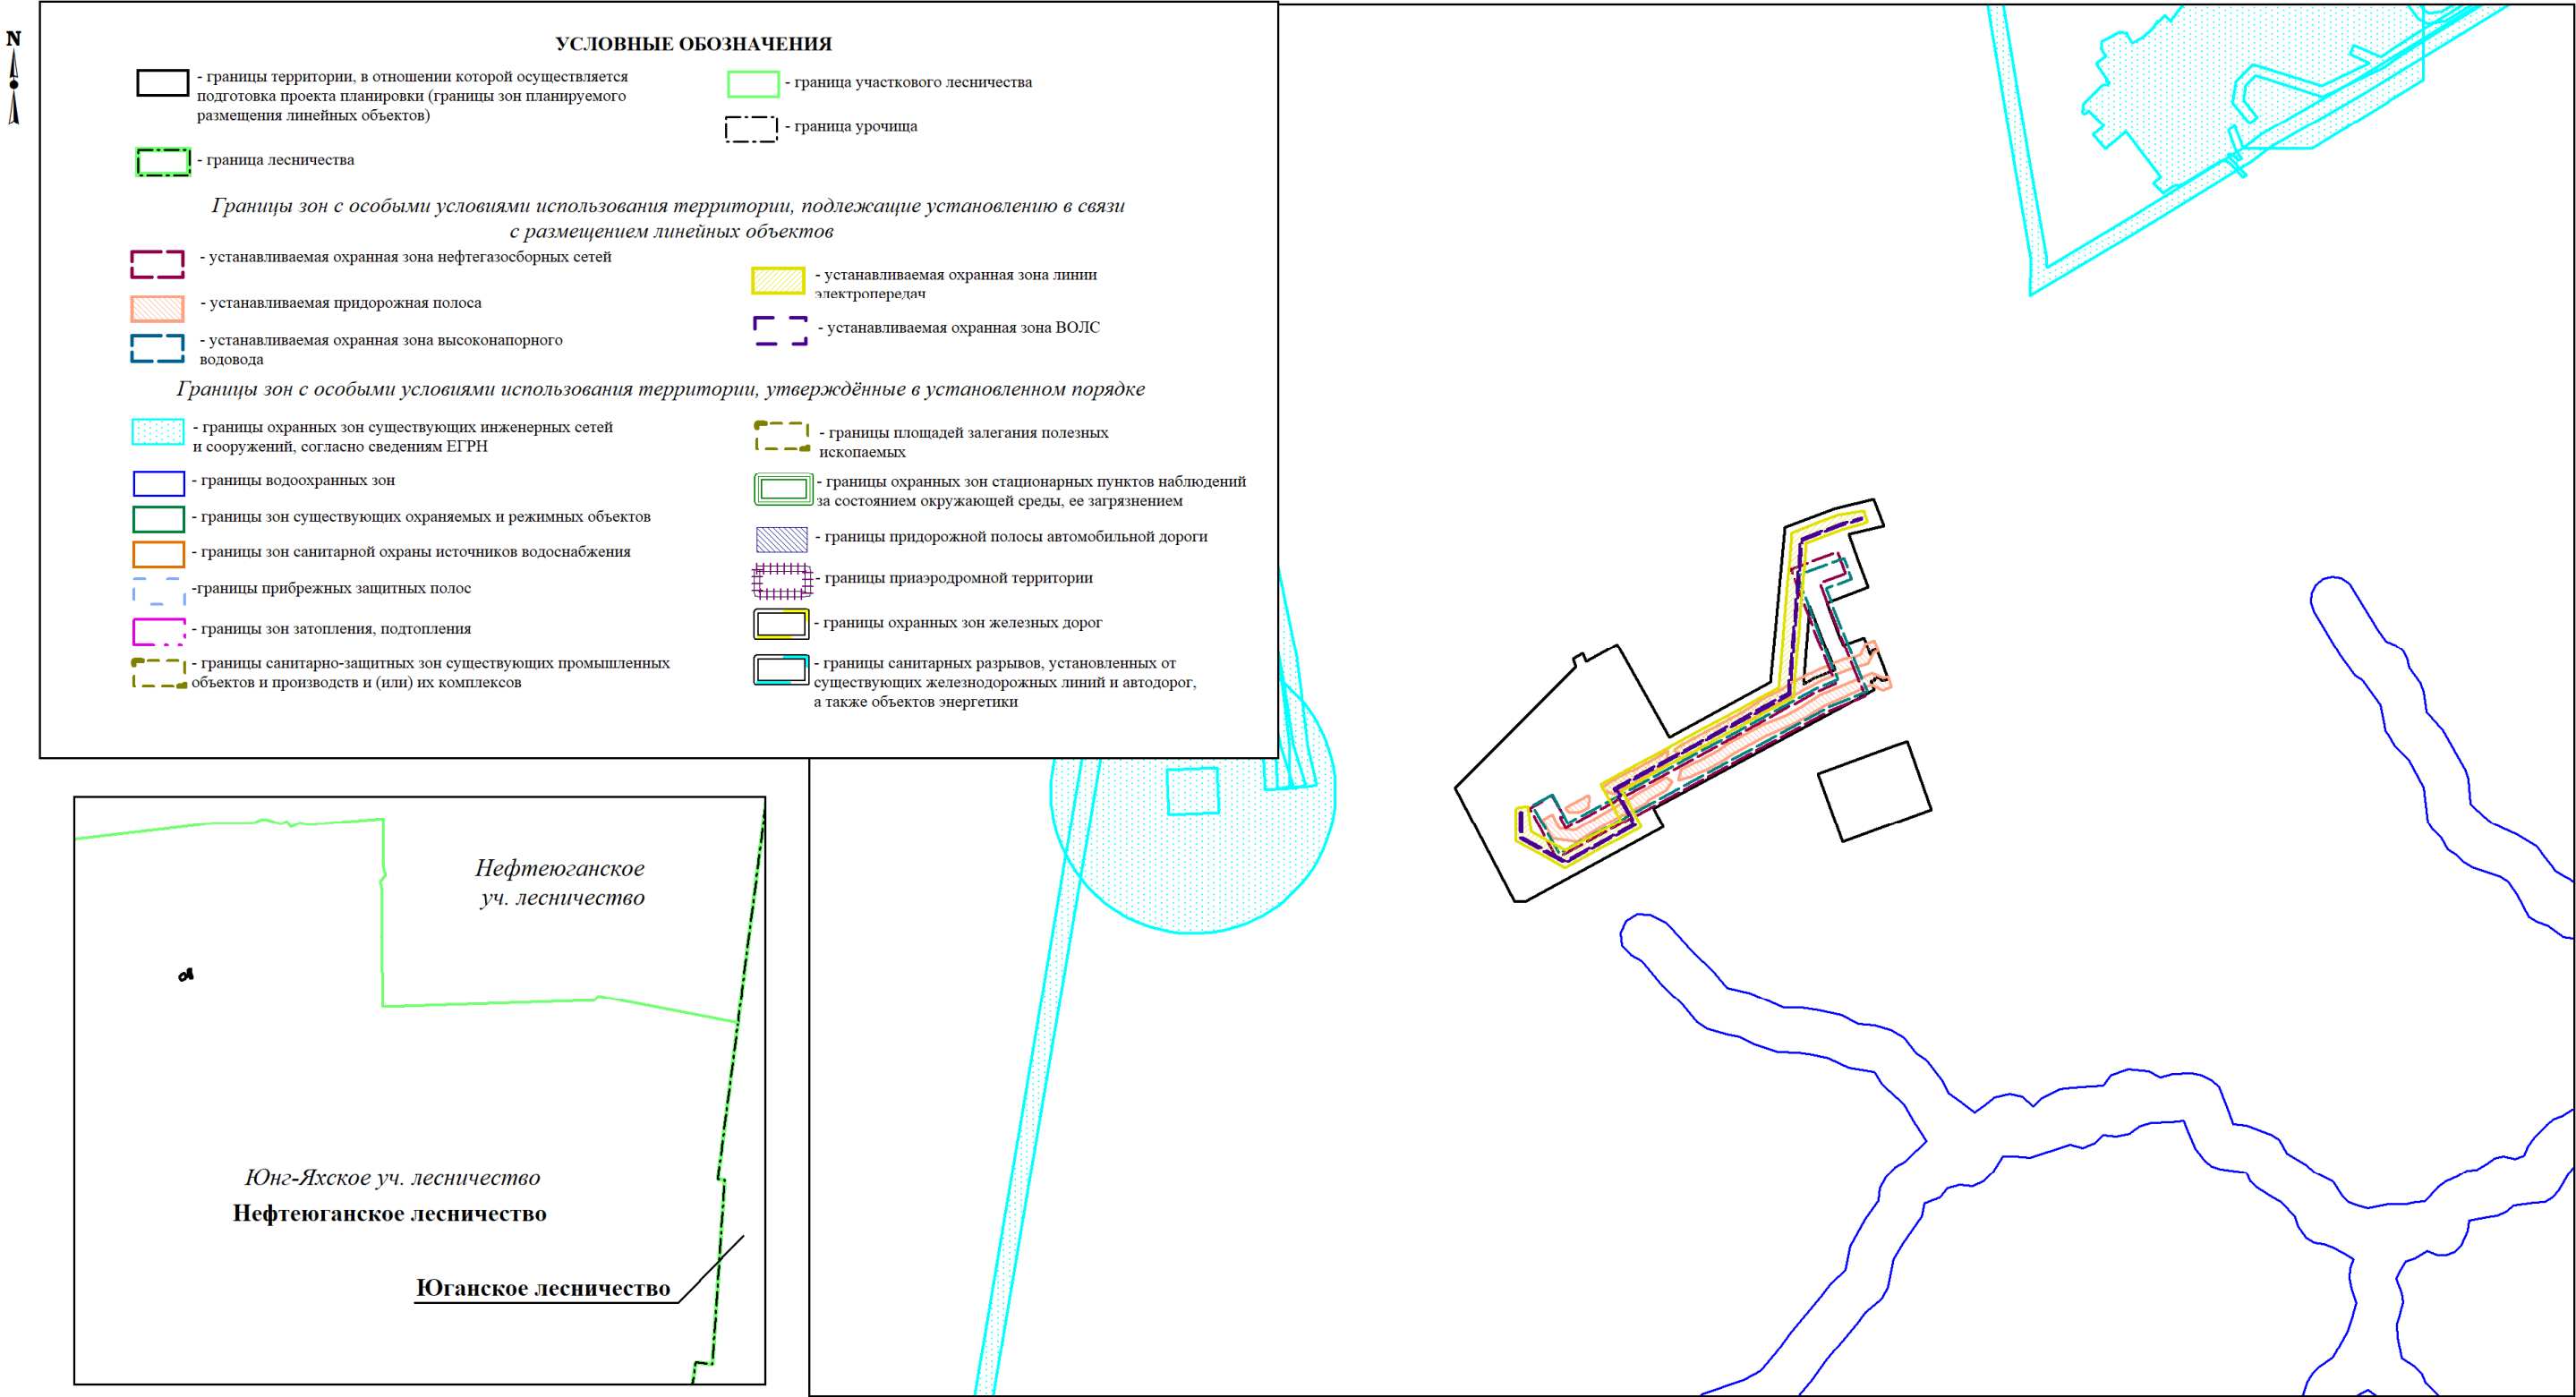 N
УСЛОВНЫЕ ОБОЗНАЧЕНИЯ
- границы территории, в отношении которой осуществляется
подготовка проекта планировки (границы зон планируемого
размещения линейных объектов)
- граница лесничества
- граница участкового лесничества
- граница урочища
Границы зон с особыми условиями использования территории, подлежащие установлению в связи
с размещением линейных объектов
- устанавливаемая охранная зона нефтегазосборных сетей
- устанавливаемая придорожная полоса
- устанавливаемая охранная зона высоконапорного
водовода
- устанавливаемая охранная зона линии
электропередач
- устанавливаемая охранная зона ВОЛС
Границы зон с особыми условиями использования территории, утверждённые в установленном порядке
- границы охранных зон существующих инженерных сетей
и сооружений, согласно сведениям ЕГРН
- границы водоохранных зон
- границы зон существующих охраняемых и режимных объектов
- границы зон санитарной охраны источников водоснабжения
-границы прибрежных защитных полос
- границы зон затопления, подтопления
- границы санитарно-защитных зон существующих промышленных
объектов и производств и (или) их комплексов
- границы площадей залегания полезных
ископаемых
- границы охранных зон стационарных пунктов наблюдений
за состоянием окружающей среды, ее загрязнением
- границы придорожной полосы автомобильной дороги
- границы приаэродромной территории
- границы охранных зон железных дорог
- границы санитарных разрывов, установленных от
существующих железнодорожных линий и автодорог,
а также объектов энергетики
Нефтеюганское
уч. лесничество
Юнг-Яхское уч. лесничество
Нефтеюганское лесничество
Юганское лесничество